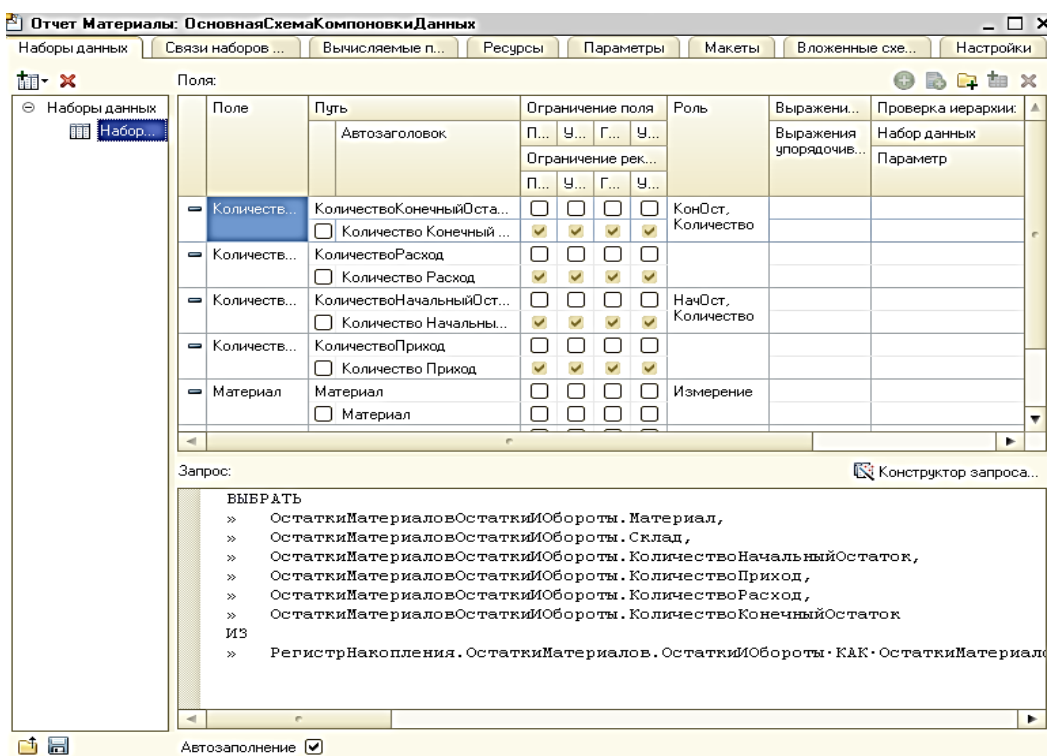 Отчет Материалы: ОсновнаяСхемаКомпоновкиДанных
Наборы данных Связи наборов ... Вычисляемые п... Ресурсы Параметры Макеты Вложенные схе... Настройки
Поля:
Наборы данных
Набор...
Поле Путь Ограничение поля Роль Выражени... Проверка иерархии:
Автозаголовок П... У... Г... У... Выражения упорядочив... Набор данных
Ограничение рек... Параметр
П... У... Г... У...
Количеств... КоличествоКонечныйОста... КонОст,
Количество Конечный ... Количество
Количеств... КоличествоРасход
Количество Расход
Количеств... КоличествоНачальныйОст... НачОст,
Количество Начальны... Количество
Количеств... КоличествоПриход
Количество Приход
Материал Материал Измерение
Материал
Запрос: Конструктор запроса...
ВЫБРАТЬ
» ОстаткиМатериаловОстаткиИОбороты.Материал,
» ОстаткиМатериаловОстаткиИОбороты.Склад,
» ОстаткиМатериаловОстаткиИОбороты.КоличествоНачальныйОстаток,
» ОстаткиМатериаловОстаткиИОбороты.КоличествоПриход,
» ОстаткиМатериаловОстаткиИОбороты.КоличествоРасход,
» ОстаткиМатериаловОстаткиИОбороты.КоличествоКонечныйОстаток
ИЗ
» РегистрНакопления.ОстаткиМатериалов.ОстаткиИОбороты·КАК·ОстаткиМатериало
Автозаполнение